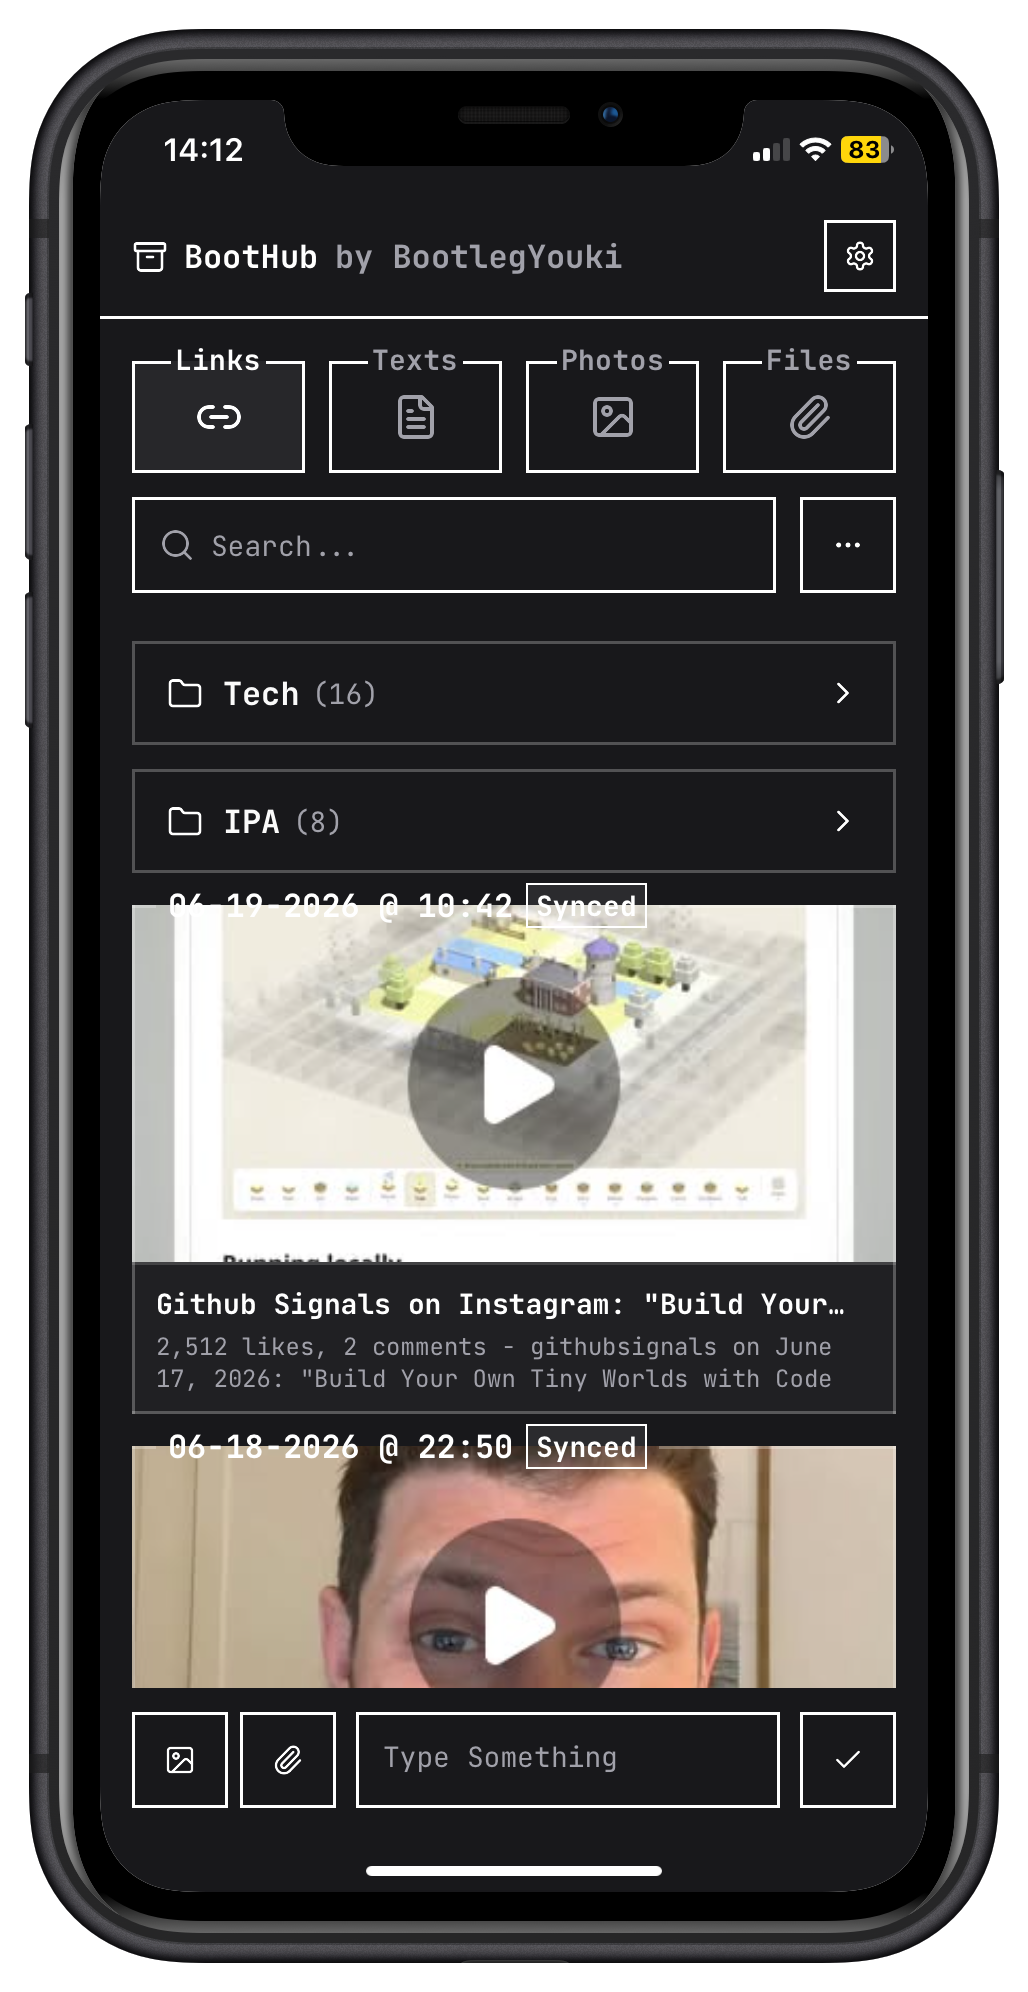 14:12
83
BootHub by BootlegYouki
Links
Texts
Photos
Files
Search...
Tech (16)
IPA (8)
06-19-2026 @ 10:42 Synced
Running locally
Github Signals on Instagram: "Build Your…
2,512 likes, 2 comments - githubsignals on June
17, 2026: "Build Your Own Tiny Worlds with Code
06-18-2026 @ 22:50 Synced
Type Something